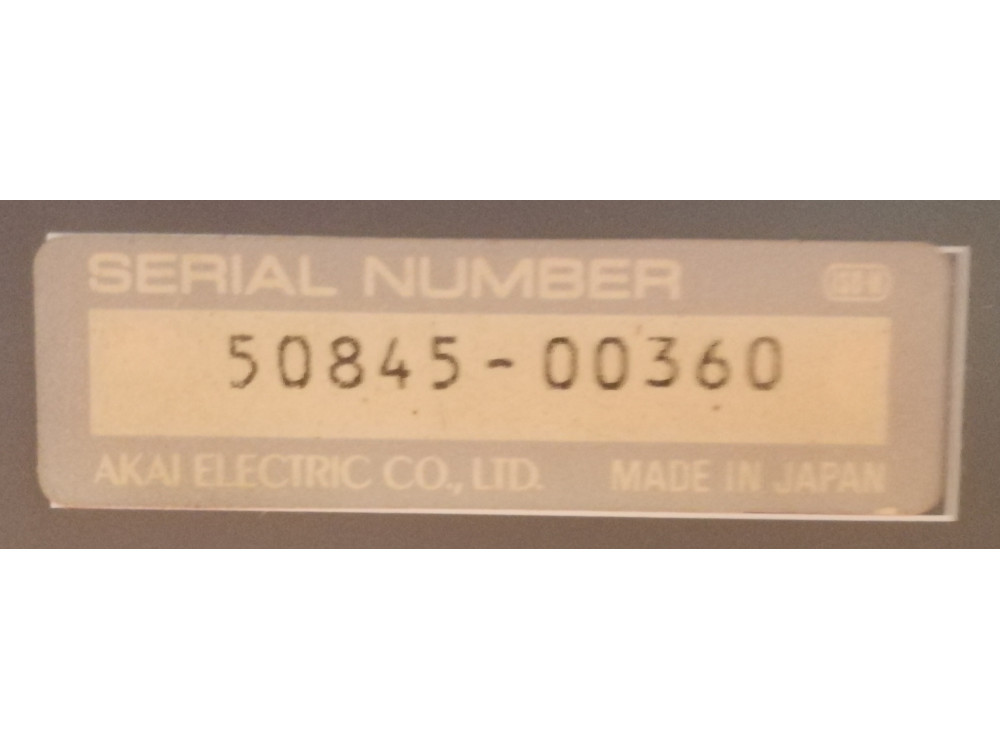 SERIAL NUMBER
50845-00360
AKAI ELECTRIC CO., LTD. MADE IN JAPAN